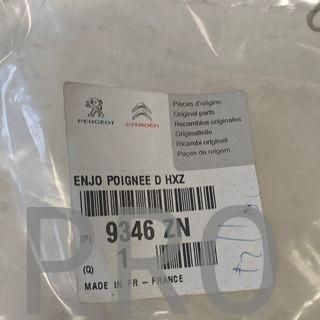 PEUGEOT CITROËN
Pièces d'origine
Original parts
Recambios originales
Originalteile
Ricambi originali
Peças de origem
ENJO POIGNEE D HXZ
(P) 9346 ZN
(Q) 1
MADE IN FR - FRANCE
PRO